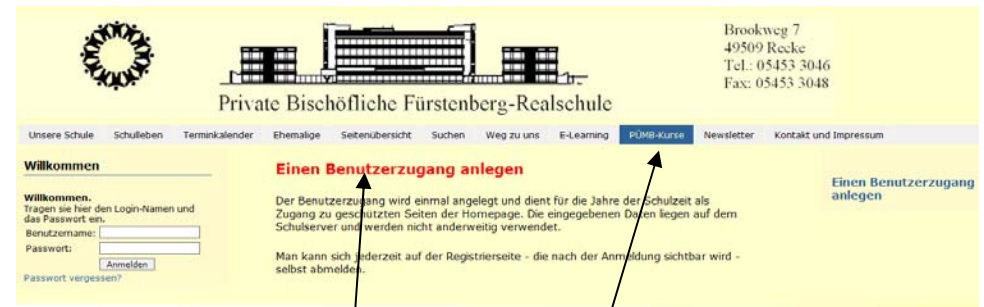 Brookweg 7
49509 Recke
Tel.: 05453 3046
Fax: 05453 3048
Private Bischöfliche Fürstenberg-Realschule
Unsere Schule Schulleben Terminkalender Ehemalige Seitenübersicht Suchen Weg zu uns E-Learning PÜMB-Kurse Newsletter Kontakt und Impressum
Willkommen
Willkommen.
Tragen sie hier den Login-Namen und
das Passwort ein.
Benutzername:
Passwort:
Anmelden
Passwort vergessen?
Einen Benutzerzugang anlegen
Der Benutzerzugang wird einmal angelegt und dient für die Jahre der Schulzeit als
Zugang zu geschützten Seiten der Homepage. Die eingegebenen Daten liegen auf dem
Schulserver und werden nicht anderweitig verwendet.
Man kann sich jederzeit auf der Registrierseite - die nach der Anmeldung sichtbar wird -
selbst abmelden.
Einen Benutzerzugang
anlegen